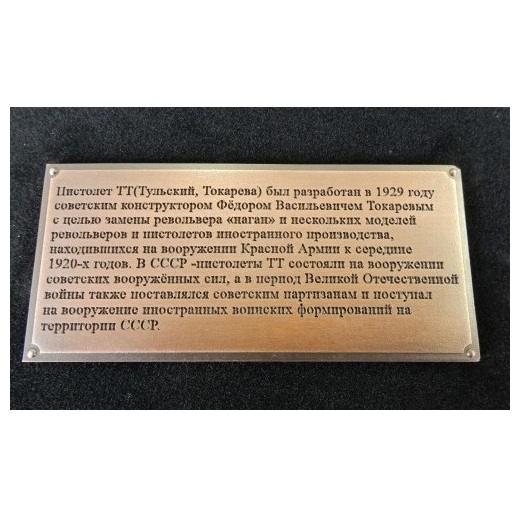 Пистолет ТТ(Тульский, Токарева) был разработан в 1929 году
советским конструктором Фёдором Васильевичем Токаревым
с целью замены револьвера «наган» и нескольких моделей
револьверов и пистолетов иностранного производства,
находившихся на вооружении Красной Армии к середине
1920-х годов. В СССР -пистолеты ТТ состояли на вооружении
советских вооружённых сил, а в период Великой Отечественной
войны также поставлялся советским партизанам и поступал
на вооружение иностранных воинских формирований на
территории СССР.